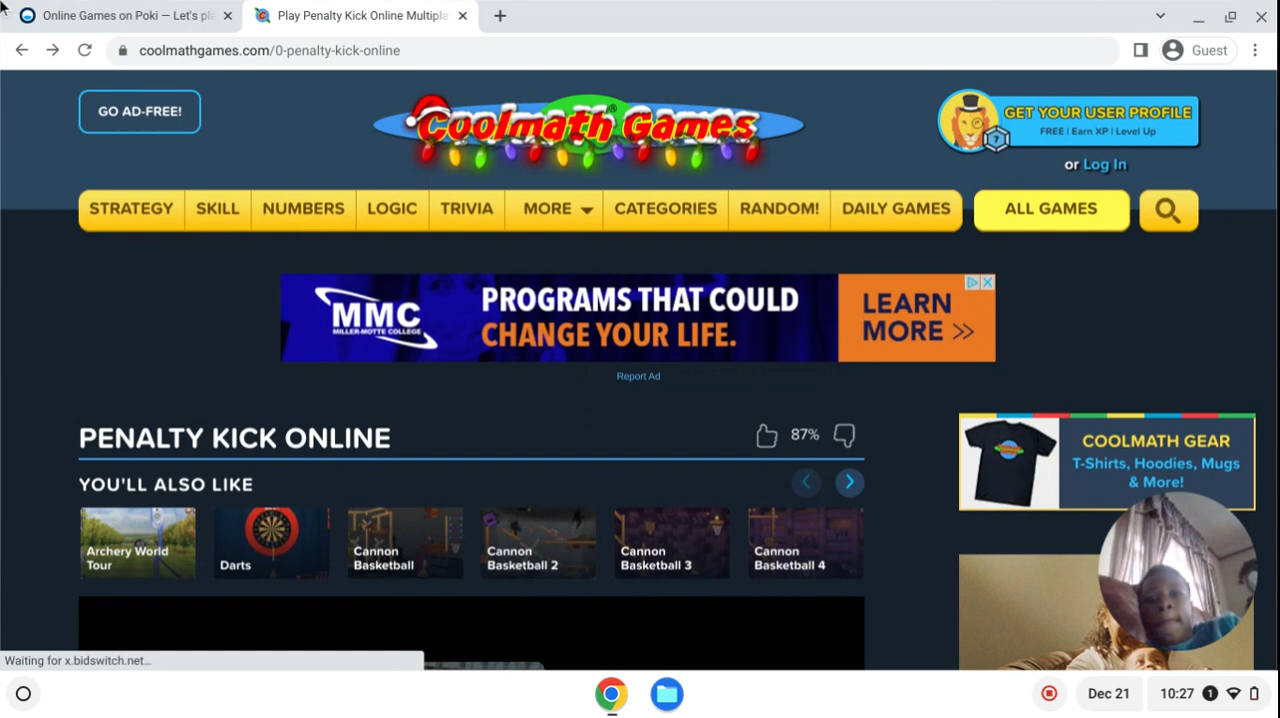 Online Games on Poki — Let's pl
Play Penalty Kick Online Multipla
coolmathgames.com/0-penalty-kick-online
Guest
GO AD-FREE!
Coolmath Games
GET YOUR USER PROFILE
FREE | Earn XP | Level Up
or Log In
STRATEGY
SKILL
NUMBERS
LOGIC
TRIVIA
MORE
CATEGORIES
RANDOM!
DAILY GAMES
ALL GAMES
MMC
MILLER-MOTTE COLLEGE
PROGRAMS THAT COULD
CHANGE YOUR LIFE.
LEARN
MORE >>
Report Ad
PENALTY KICK ONLINE
87%
YOU'LL ALSO LIKE
Archery World
Tour
Darts
Cannon
Basketball
Cannon
Basketball 2
Cannon
Basketball 3
Cannon
Basketball 4
COOLMATH GEAR
T-Shirts, Hoodies, Mugs
& More!
Waiting for x.bidswitch.net...
Dec 21
10:27
1